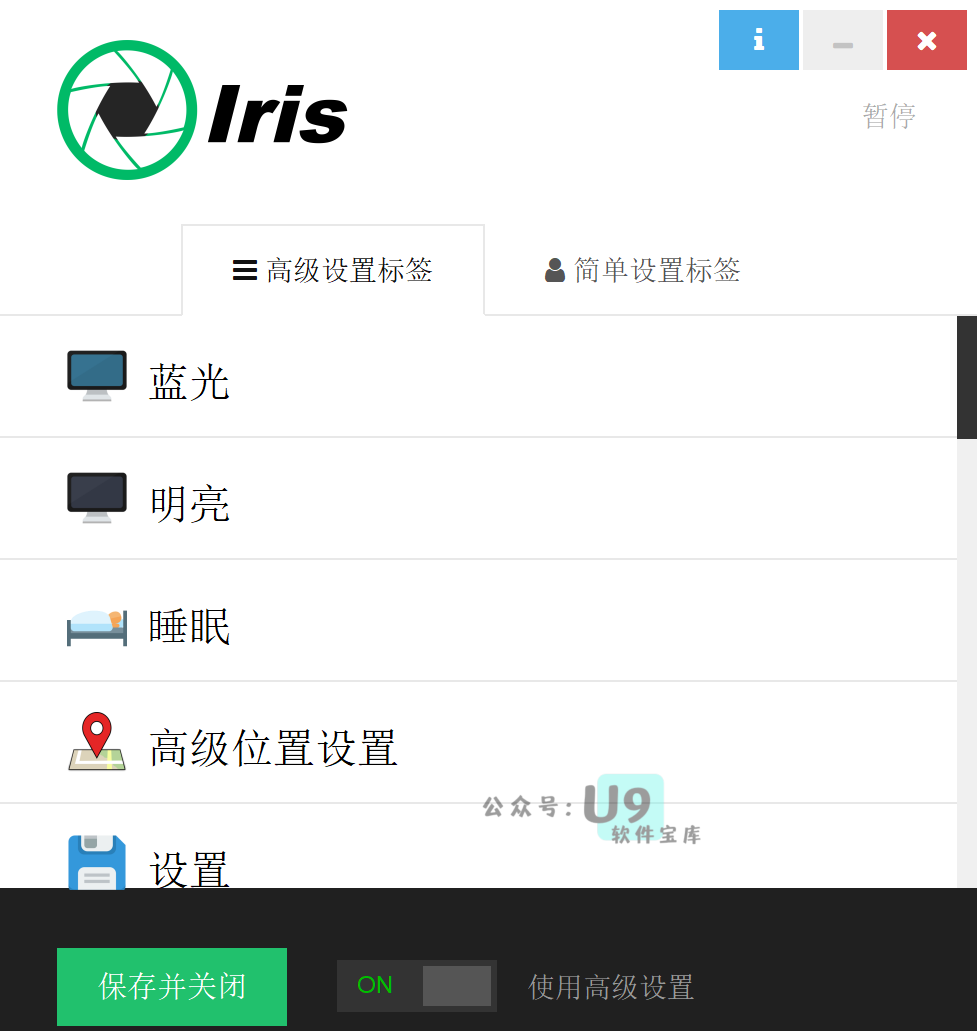 Iris
暂停
高级设置标签
简单设置标签
蓝光
明亮
睡眠
高级位置设置
公众号: U9
软件宝库
设置
保存并关闭
ON
使用高级设置